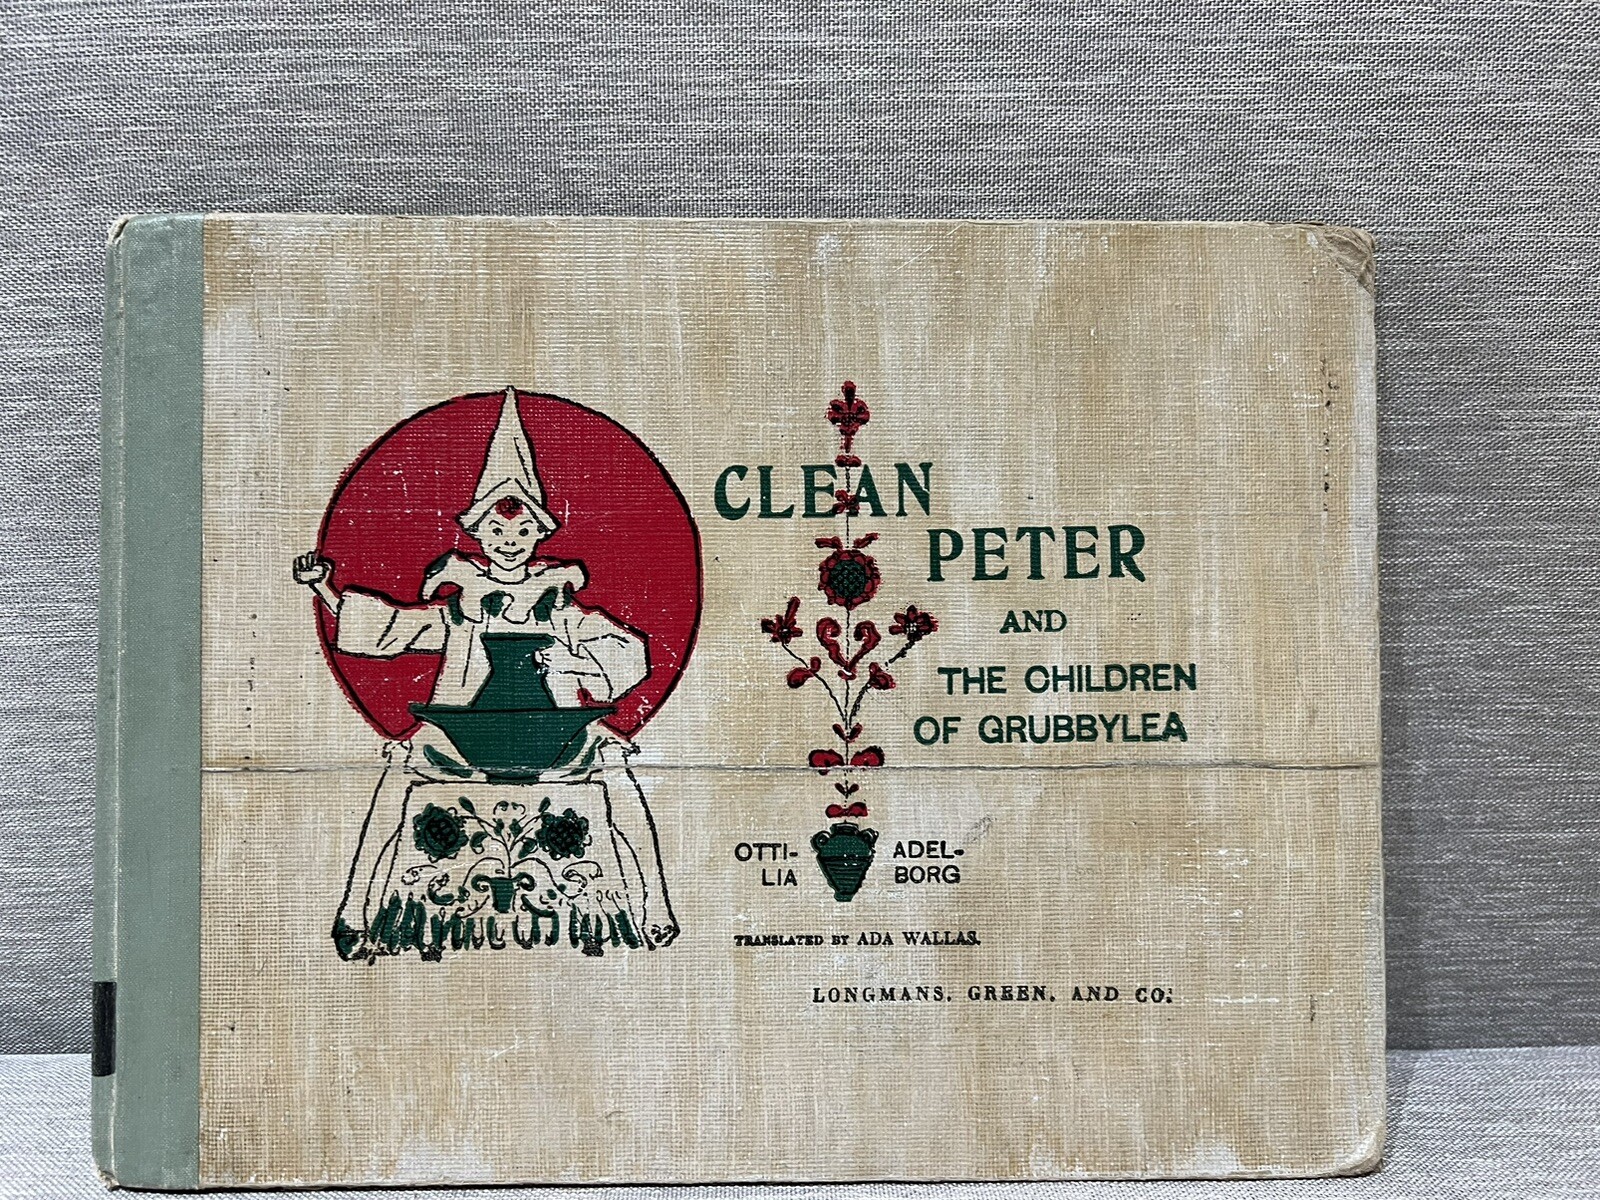 CLEAN
PETER
AND
THE CHILDREN
OF GRUBBYLEA
OTTI-
LIA
ADEL-
BORG
TRANSLATED BY ADA WALLAS.
LONGMANS, GREEN, AND CO.